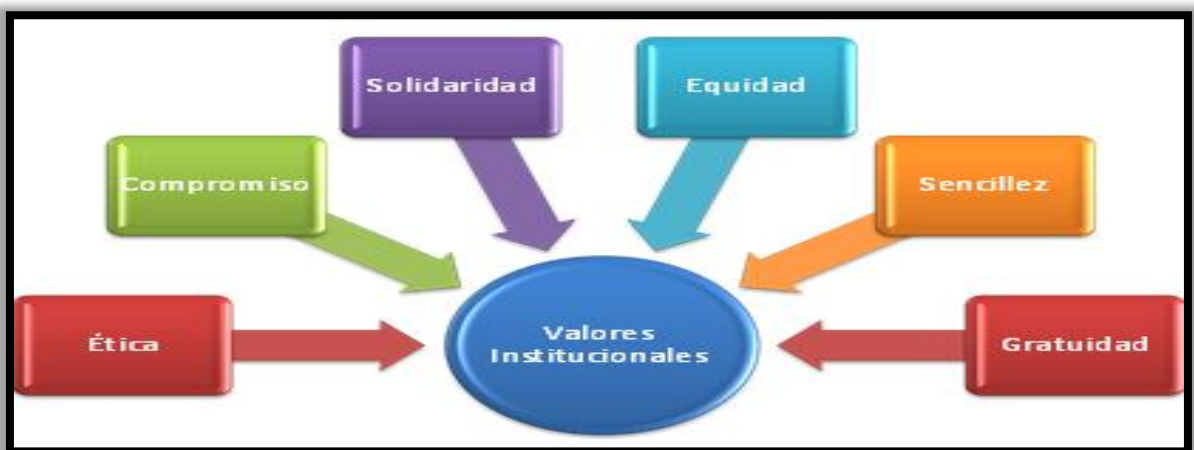 Solidaridad
Equidad
Compromiso
Sencillez
Ética
Valores
Institucionales
Gratuidad